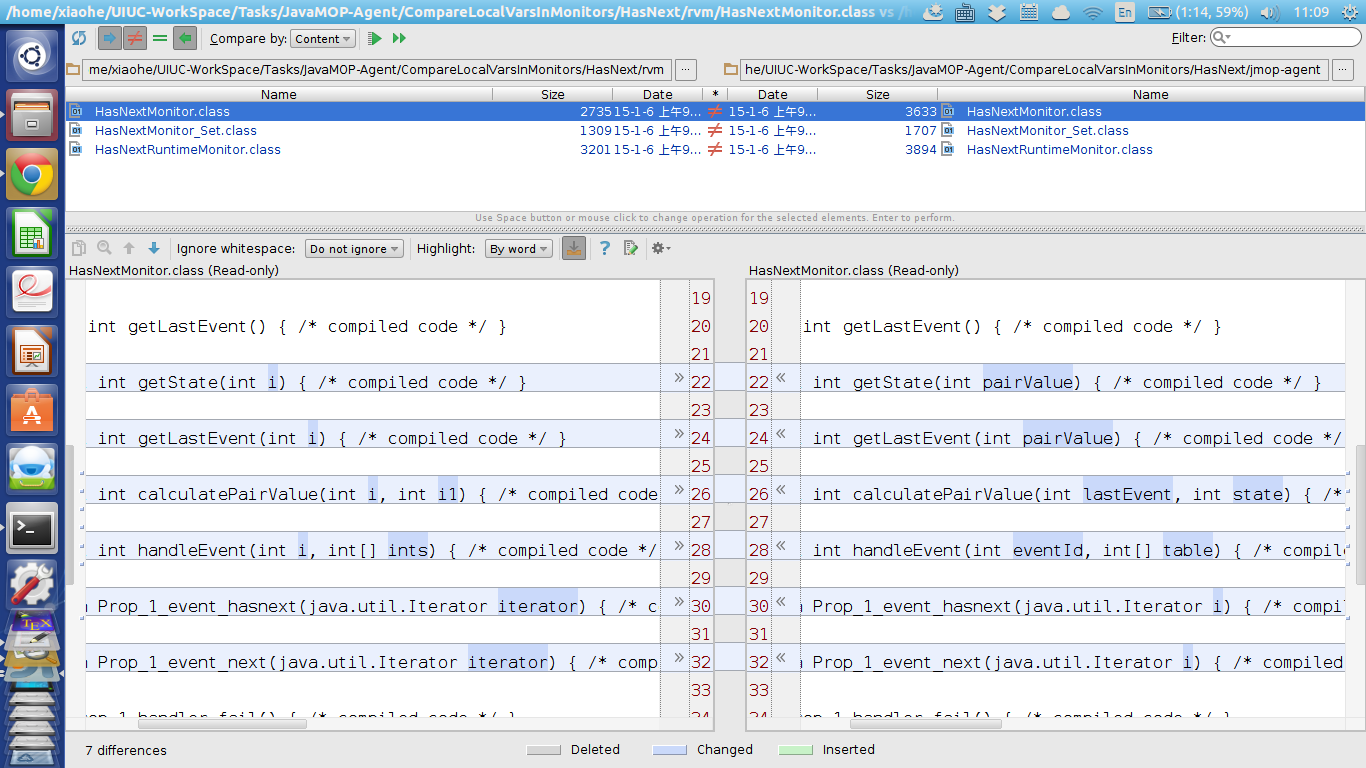 /home/xiaohe/UIUC-WorkSpace/Tasks/JavaMOP-Agent/CompareLocalVarsInMonitors/HasNext/rvm/HasNextMonitor.class vs /h En (1:14, 59%) 11:09
Compare by: Content Filter:
me/xiaohe/UIUC-WorkSpace/Tasks/JavaMOP-Agent/CompareLocalVarsInMonitors/HasNext/rvm ... he/UIUC-WorkSpace/Tasks/JavaMOP-Agent/CompareLocalVarsInMonitors/HasNext/jmop-agent ...
Name Size Date * Date Size Name
HasNextMonitor.class 2735 15-1-6 上午9... ≠ 15-1-6 上午9... 3633 HasNextMonitor.class
HasNextMonitor_Set.class 1309 15-1-6 上午9... ≠ 15-1-6 上午9... 1707 HasNextMonitor_Set.class
HasNextRuntimeMonitor.class 3201 15-1-6 上午9... ≠ 15-1-6 上午9... 3894 HasNextRuntimeMonitor.class
Use Space button or mouse click to change operation for the selected elements. Enter to perform.
Ignore whitespace: Do not ignore Highlight: By word ?
HasNextMonitor.class (Read-only) HasNextMonitor.class (Read-only)
19 19
int getLastEvent() { /* compiled code */ } 20 20 int getLastEvent() { /* compiled code */ }
21 21
int getState(int i) { /* compiled code */ } » 22 22 « int getState(int pairValue) { /* compiled code */ }
23 23
int getLastEvent(int i) { /* compiled code */ } » 24 24 « int getLastEvent(int pairValue) { /* compiled code */
25 25
int calculatePairValue(int i, int i1) { /* compiled code » 26 26 « int calculatePairValue(int lastEvent, int state) { /*
27 27
int handleEvent(int i, int[] ints) { /* compiled code */ » 28 28 « int handleEvent(int eventId, int[] table) { /* compile
29 29
n Prop_1_event_hasnext(java.util.Iterator iterator) { /* c » 30 30 « n Prop_1_event_hasnext(java.util.Iterator i) { /* compi
31 31
n Prop_1_event_next(java.util.Iterator iterator) { /* comp » 32 32 « n Prop_1_event_next(java.util.Iterator i) { /* compiled
33 33
op_1_handler_fail() { /* compiled code */ } 34 34 op_1_handler_fail() { /* compiled code */ }
7 differences Deleted Changed Inserted